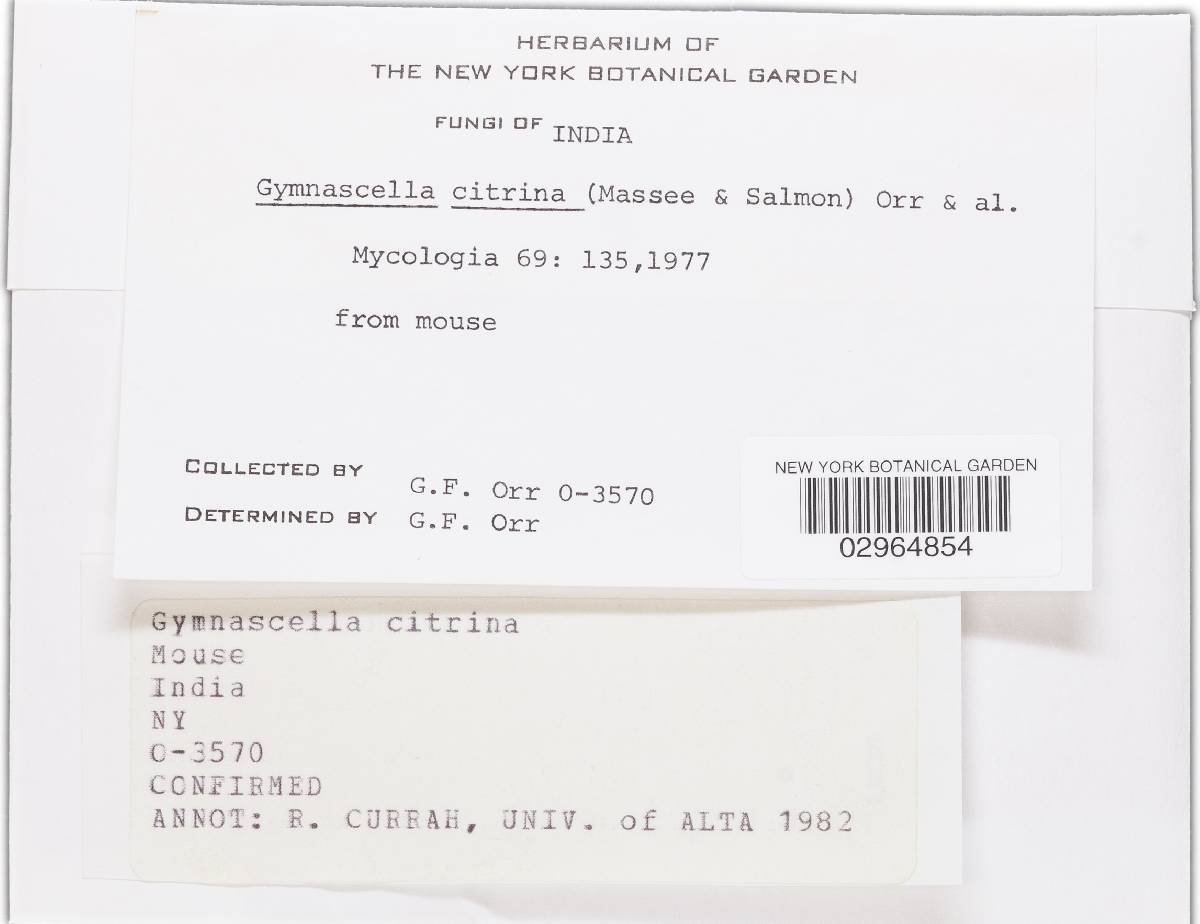 HERBARIUM OF
THE NEW YORK BOTANICAL GARDEN
FUNGI OF INDIA
Gymnascella citrina (Massee & Salmon) Orr & al.
Mycologia 69: 135,1977
from mouse
COLLECTED BY G.F. Orr O-3570
DETERMINED BY G.F. Orr
NEW YORK BOTANICAL GARDEN
02964854
Gymnascella citrina
Mouse
India
NY
O-3570
CONFIRMED
ANNOT: R. CURRAH, UNIV. of ALTA 1982